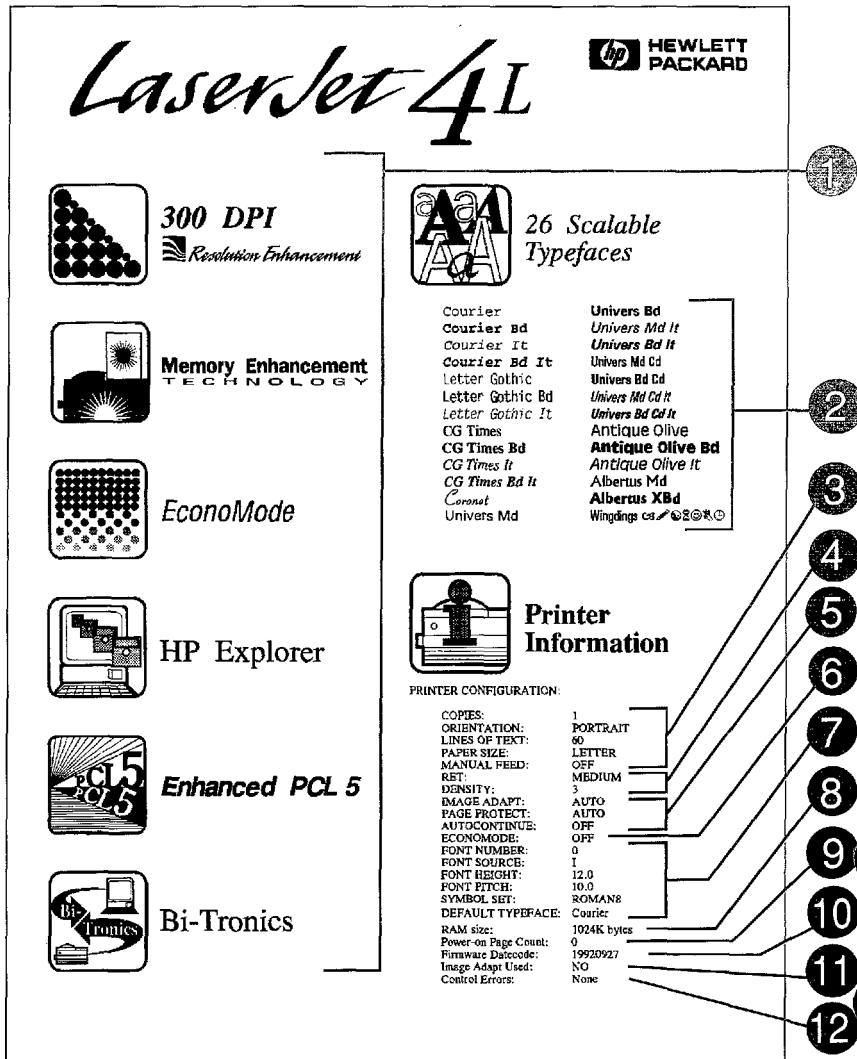 LaserJet 4L
hp HEWLETT
PACKARD
300 DPI
Resolution Enhancement
Memory Enhancement
TECHNOLOGY
EconoMode
HP Explorer
PCL 5
PCL 5
Enhanced PCL 5
Bi-
Tronics
Bi-Tronics
26 Scalable
Typefaces
Courier
Courier Bd
Courier It
Courier Bd It
Letter Gothic
Letter Gothic Bd
Letter Gothic It
CG Times
CG Times Bd
CG Times It
CG Times Bd It
Coronet
Univers Md
Univers Bd
Univers Md It
Univers Bd It
Univers Md Cd
Univers Bd Cd
Univers Md Cd It
Univers Bd Cd It
Antique Olive
Antique Olive Bd
Antique Olive It
Albertus Md
Albertus XBd
Wingdings
Printer
Information
PRINTER CONFIGURATION:
COPIES: 1
ORIENTATION: PORTRAIT
LINES OF TEXT: 60
PAPER SIZE: LETTER
MANUAL FEED: OFF
RET: MEDIUM
DENSITY: 3
IMAGE ADAPT: AUTO
PAGE PROTECT: AUTO
AUTOCONTINUE: OFF
ECONOMODE: OFF
FONT NUMBER: 0
FONT SOURCE: I
FONT HEIGHT: 12.0
FONT PITCH: 10.0
SYMBOL SET: ROMAN8
DEFAULT TYPEFACE: Courier
RAM size: 1024K bytes
Power-on Page Count: 0
Firmware Datecode: 19920927
Image Adapt Used: NO
Control Errors: None
1
2
3
4
5
6
7
8
9
10
11
12